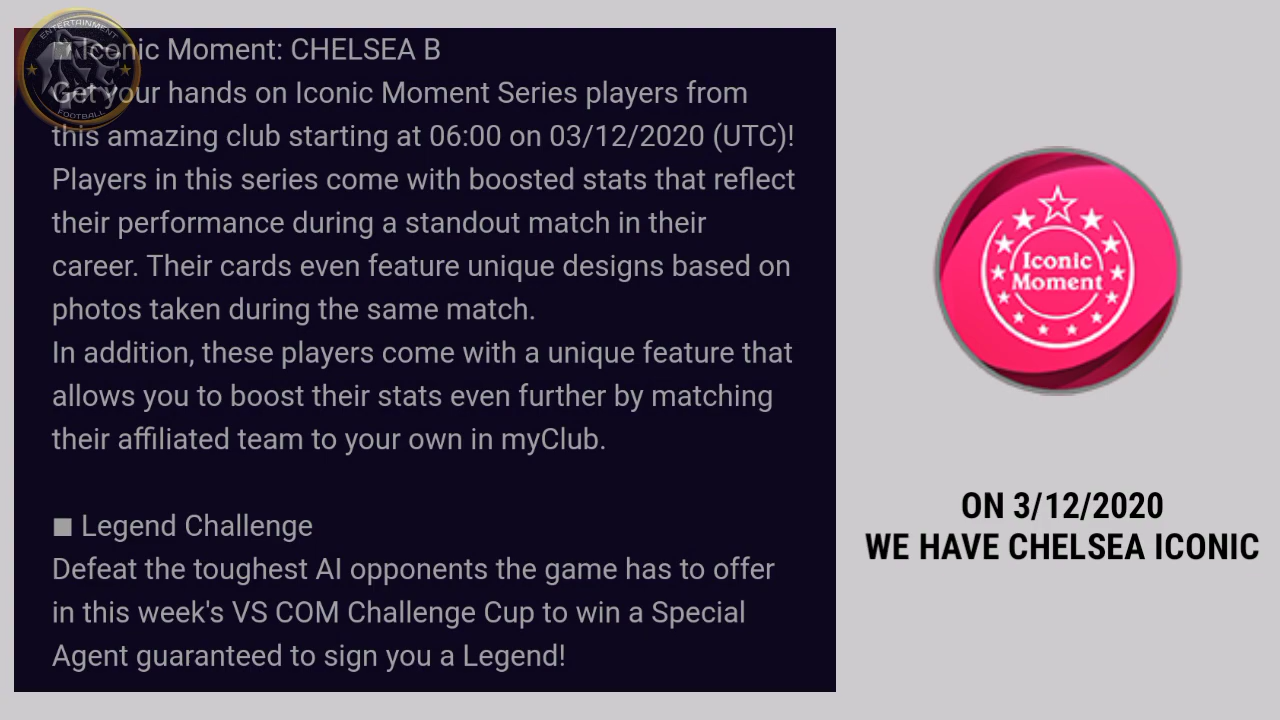 ENTERTAINMENT
FOOTBALL
■ Iconic Moment: CHELSEA B
Get your hands on Iconic Moment Series players from
this amazing club starting at 06:00 on 03/12/2020 (UTC)!
Players in this series come with boosted stats that reflect
their performance during a standout match in their
career. Their cards even feature unique designs based on
photos taken during the same match.
In addition, these players come with a unique feature that
allows you to boost their stats even further by matching
their affiliated team to your own in myClub.
■ Legend Challenge
Defeat the toughest AI opponents the game has to offer
in this week's VS COM Challenge Cup to win a Special
Agent guaranteed to sign you a Legend!
Iconic
Moment
ON 3/12/2020
WE HAVE CHELSEA ICONIC